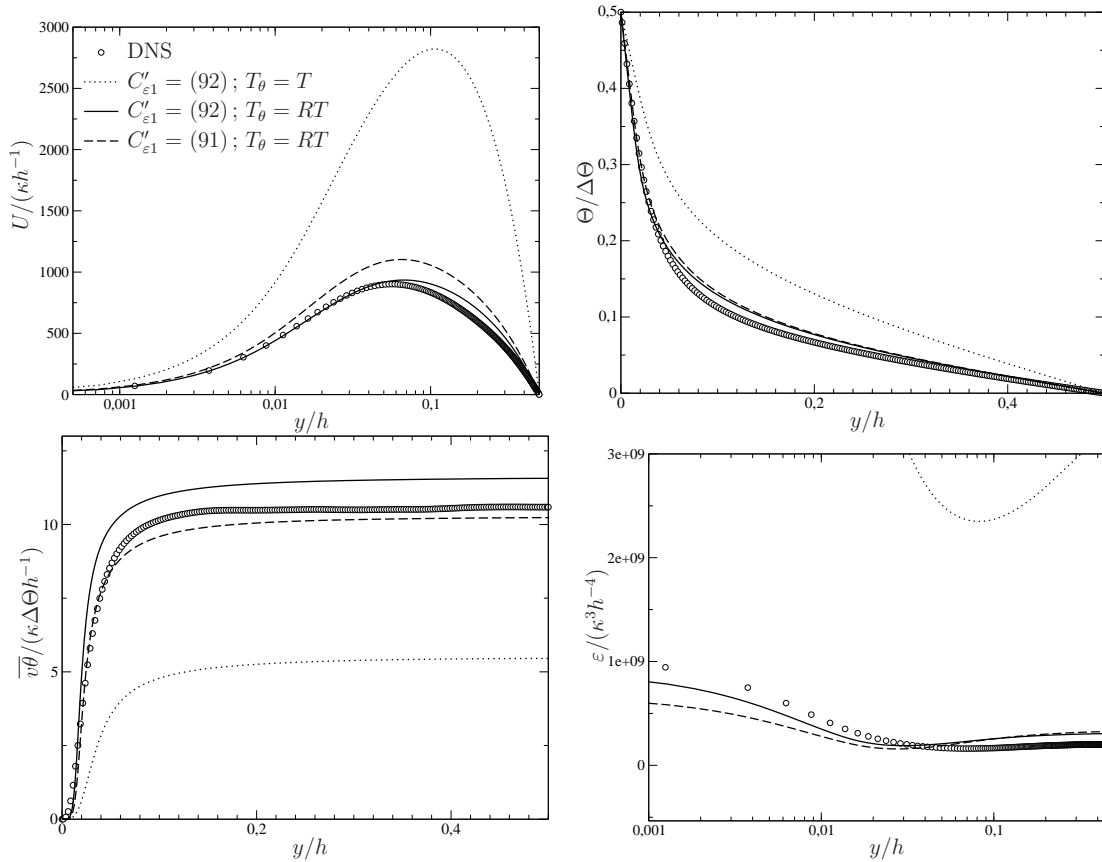 3000
2500
2000
1500
1000
500
0
U/(κh⁻¹)
DNS
C′ε1 = (92) ; Tθ = T
C′ε1 = (92) ; Tθ = RT
C′ε1 = (91) ; Tθ = RT
0,001 0,01 0,1
y/h
0,5
0,4
0,3
0,2
0,1
0
Θ/ΔΘ
0 0,2 0,4
y/h
10
5
0
v̅θ̅/(κΔΘh⁻¹)
0 0,2 0,4
y/h
3e+09
2e+09
1e+09
0
ε/(κ³h⁻⁴)
0,001 0,01 0,1
y/h